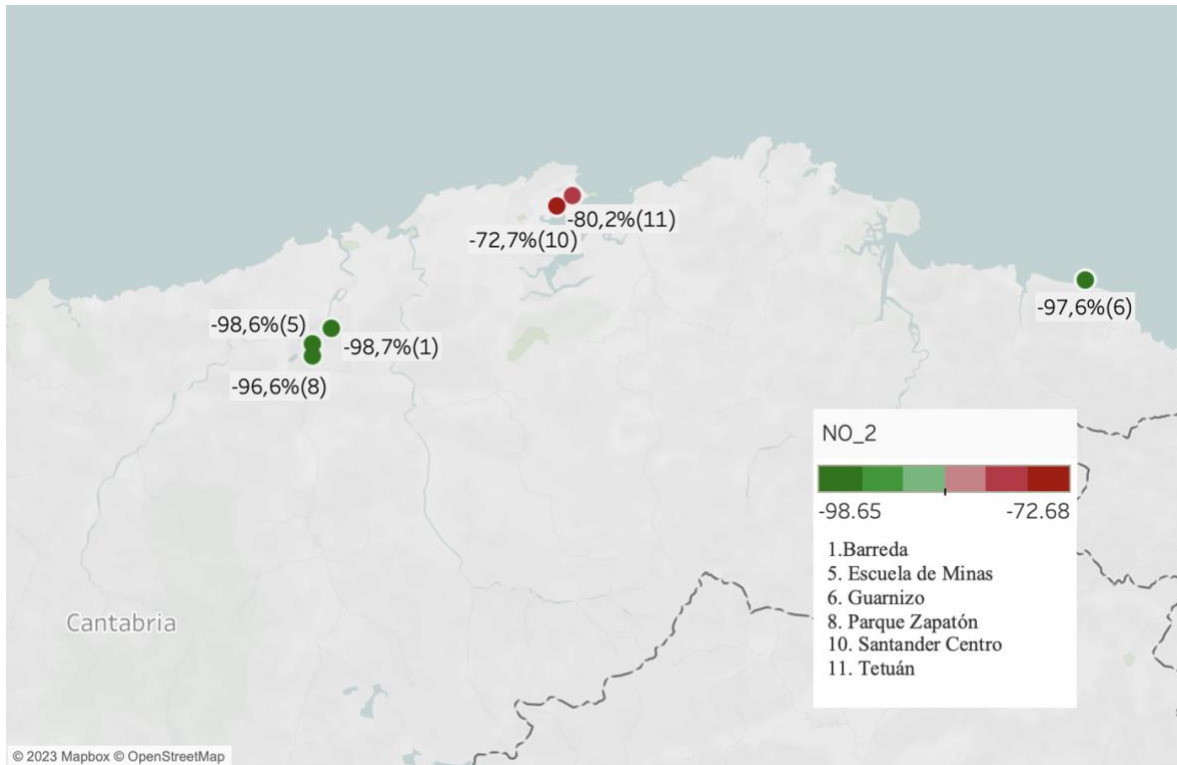 -80,2%(11)
-72,7%(10)
-97,6%(6)
-98,6%(5)
-98,7%(1)
-96,6%(8)
NO_2
-98.65 -72.68
1.Barreda
5. Escuela de Minas
6. Guarnizo
8. Parque Zapatón
10. Santander Centro
11. Tetuán
Cantabria
© 2023 Mapbox © OpenStreetMap